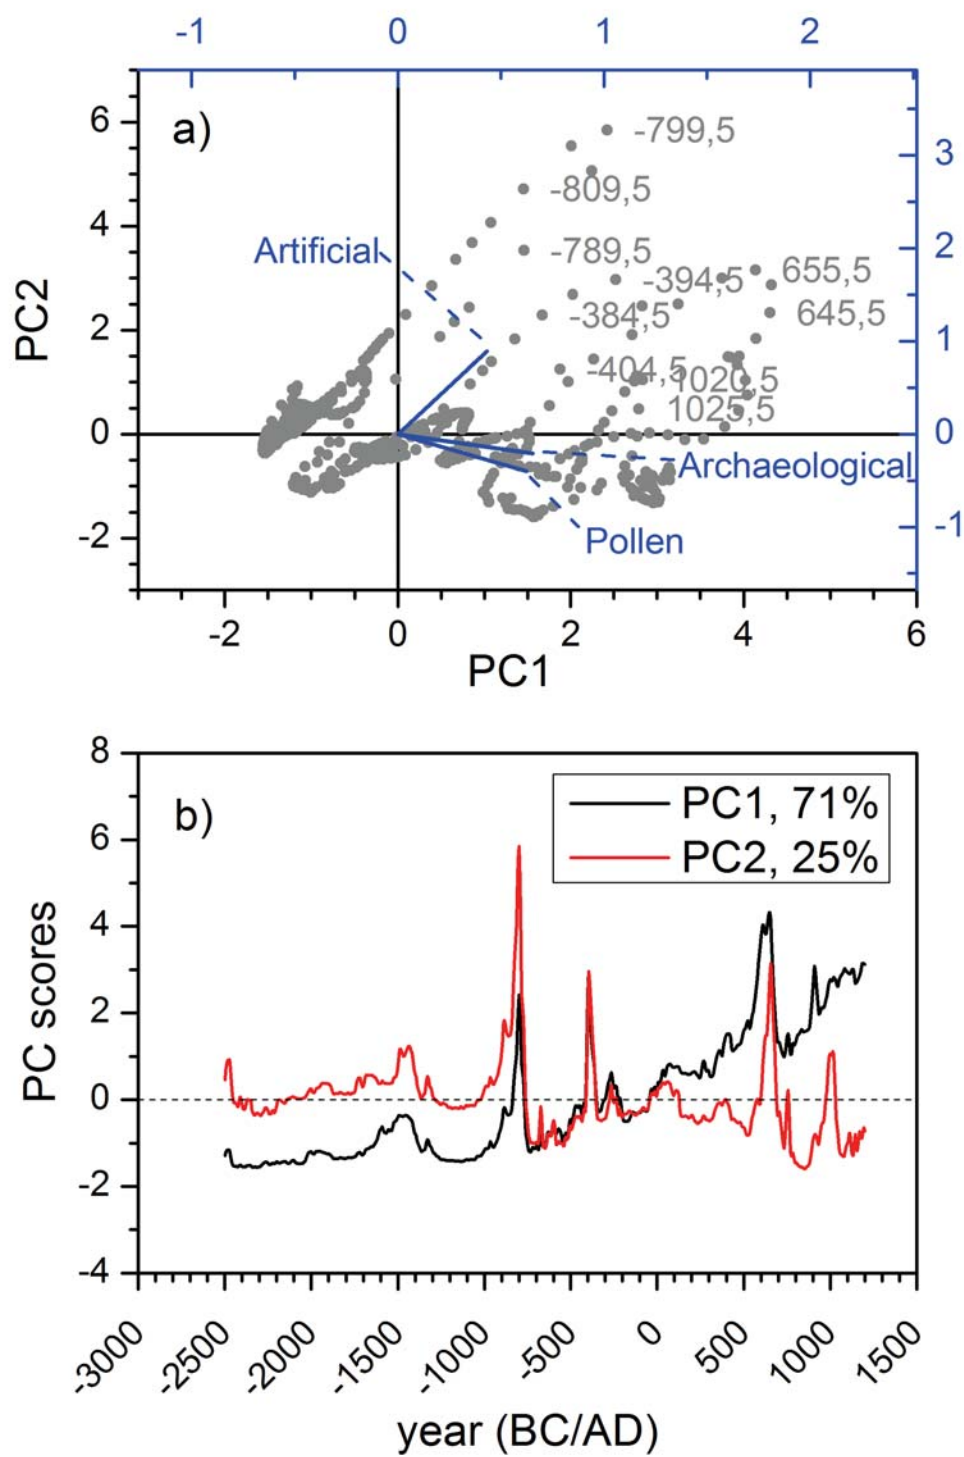 -1 0 1 2
a)
6
4
2
0
-2
PC2
3
2
1
0
-1
-799,5
-809,5
-789,5
Artificial
-394,5
655,5
-384,5
645,5
-404,5
1020,5
1025,5
Archaeological
Pollen
-2 0 2 4 6
PC1
8
6
4
2
0
-2
-4
PC scores
b)
PC1, 71%
PC2, 25%
-3000 -2500 -2000 -1500 -1000 -500 0 500 1000 1500
year (BC/AD)